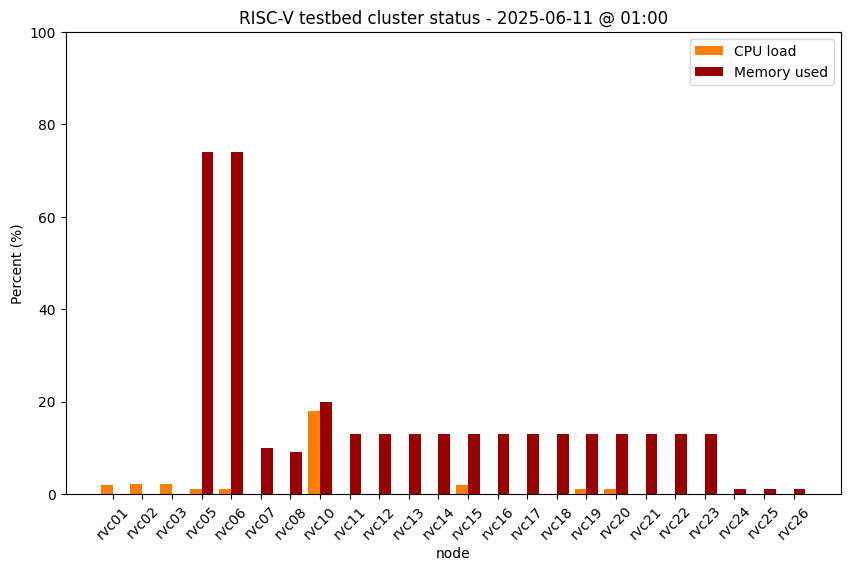 RISC-V testbed cluster status - 2025-06-11 @ 01:00
CPU load
Memory used
Percent (%)
100
80
60
40
20
0
rvc01 rvc02 rvc03 rvc05 rvc06 rvc07 rvc08 rvc10 rvc11 rvc12 rvc13 rvc14 rvc15 rvc16 rvc17 rvc18 rvc19 rvc20 rvc21 rvc22 rvc23 rvc24 rvc25 rvc26
node